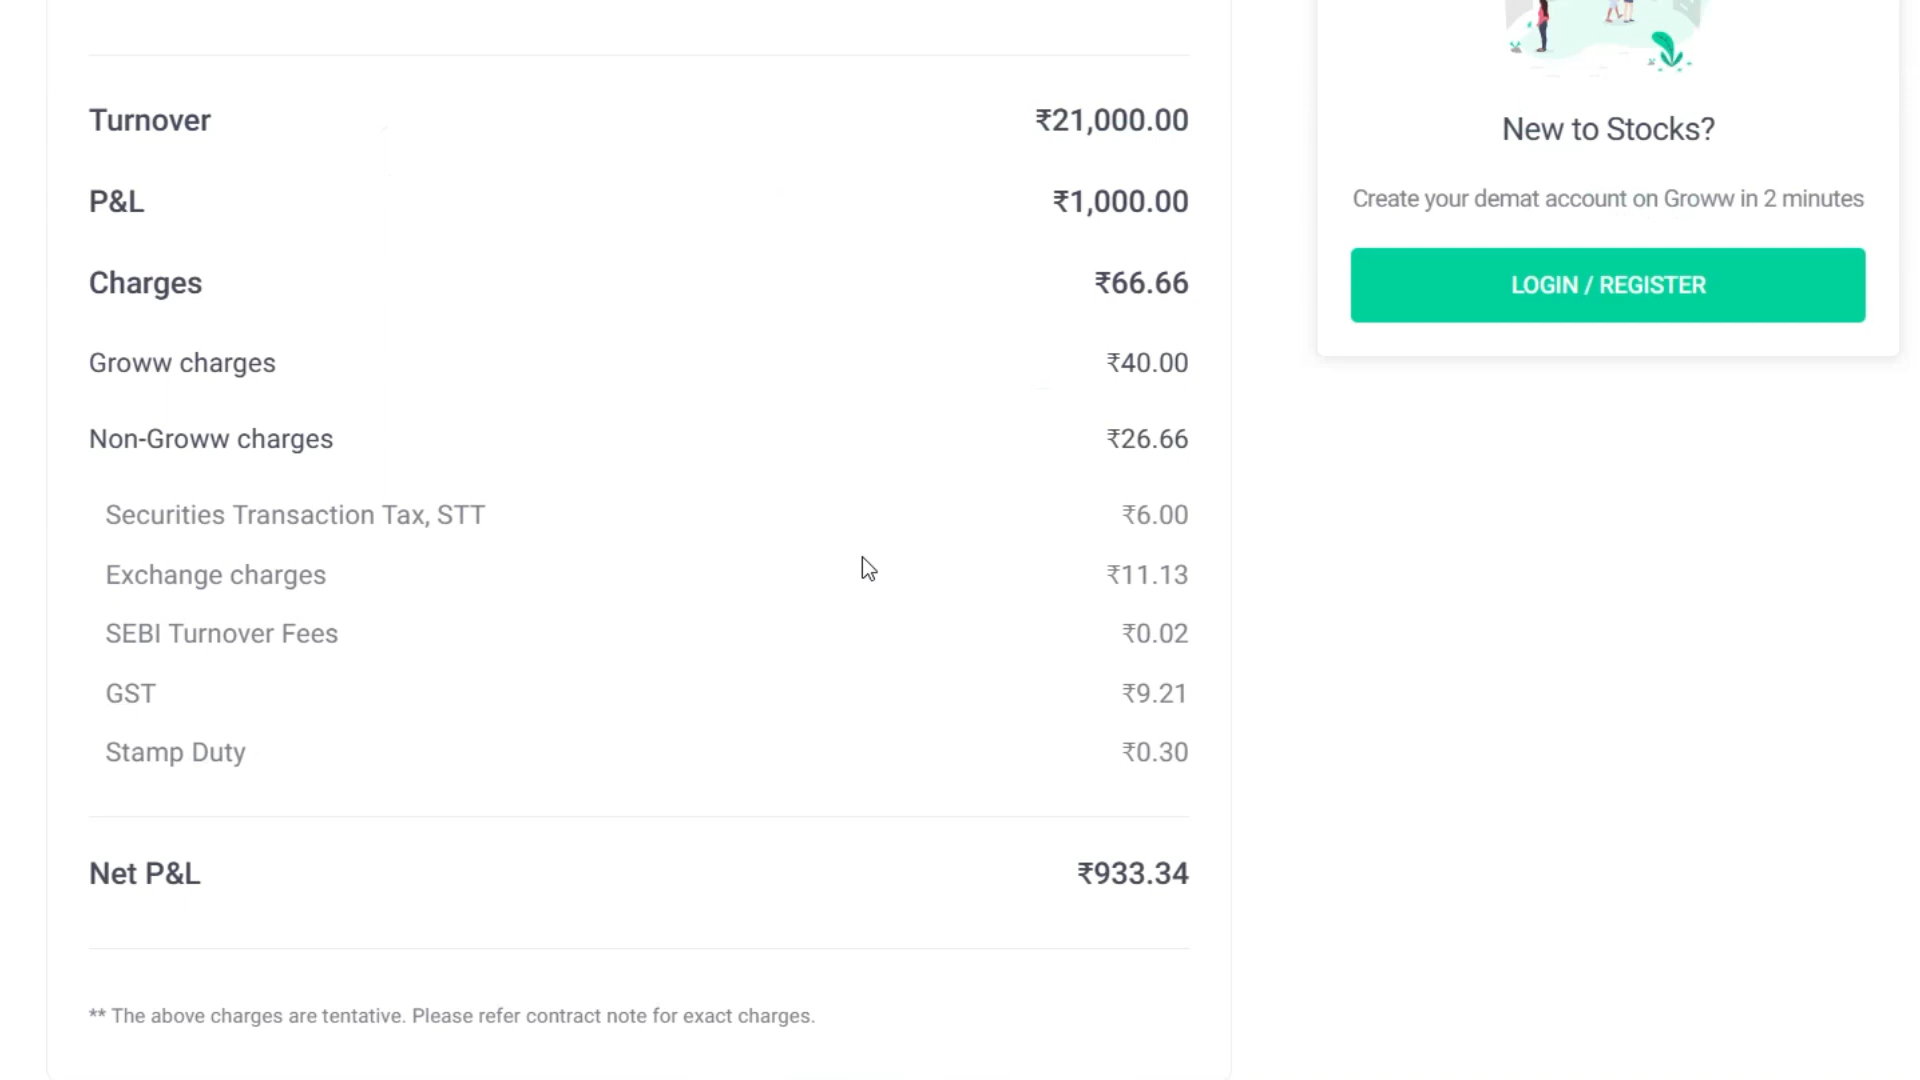 Turnover ₹21,000.00
P&L ₹1,000.00
Charges ₹66.66
Groww charges ₹40.00
Non-Groww charges ₹26.66
Securities Transaction Tax, STT ₹6.00
Exchange charges ₹11.13
SEBI Turnover Fees ₹0.02
GST ₹9.21
Stamp Duty ₹0.30
Net P&L ₹933.34
** The above charges are tentative. Please refer contract note for exact charges.
New to Stocks?
Create your demat account on Groww in 2 minutes
LOGIN / REGISTER